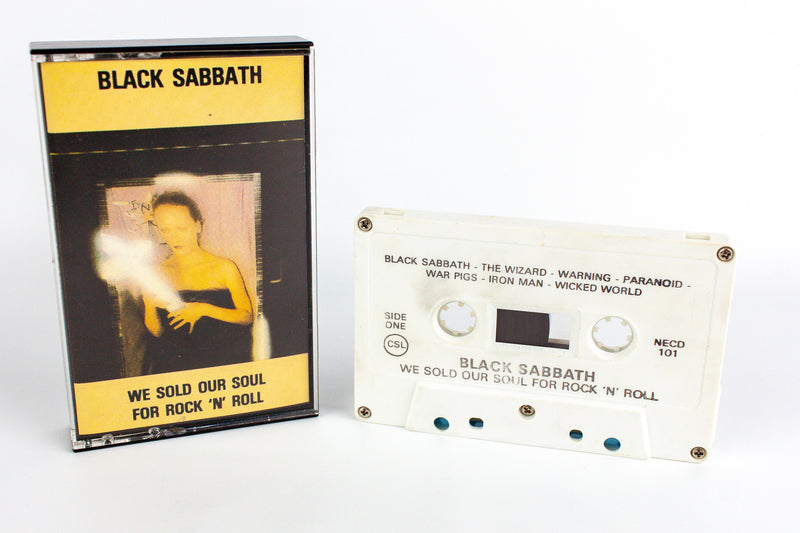 BLACK SABBATH
WE SOLD OUR SOUL
FOR ROCK 'N' ROLL
BLACK SABBATH - THE WIZARD - WARNING - PARANOID -
WAR PIGS - IRON MAN - WICKED WORLD
SIDE
ONE
CSL
NECD
101
BLACK SABBATH
WE SOLD OUR SOUL FOR ROCK 'N' ROLL